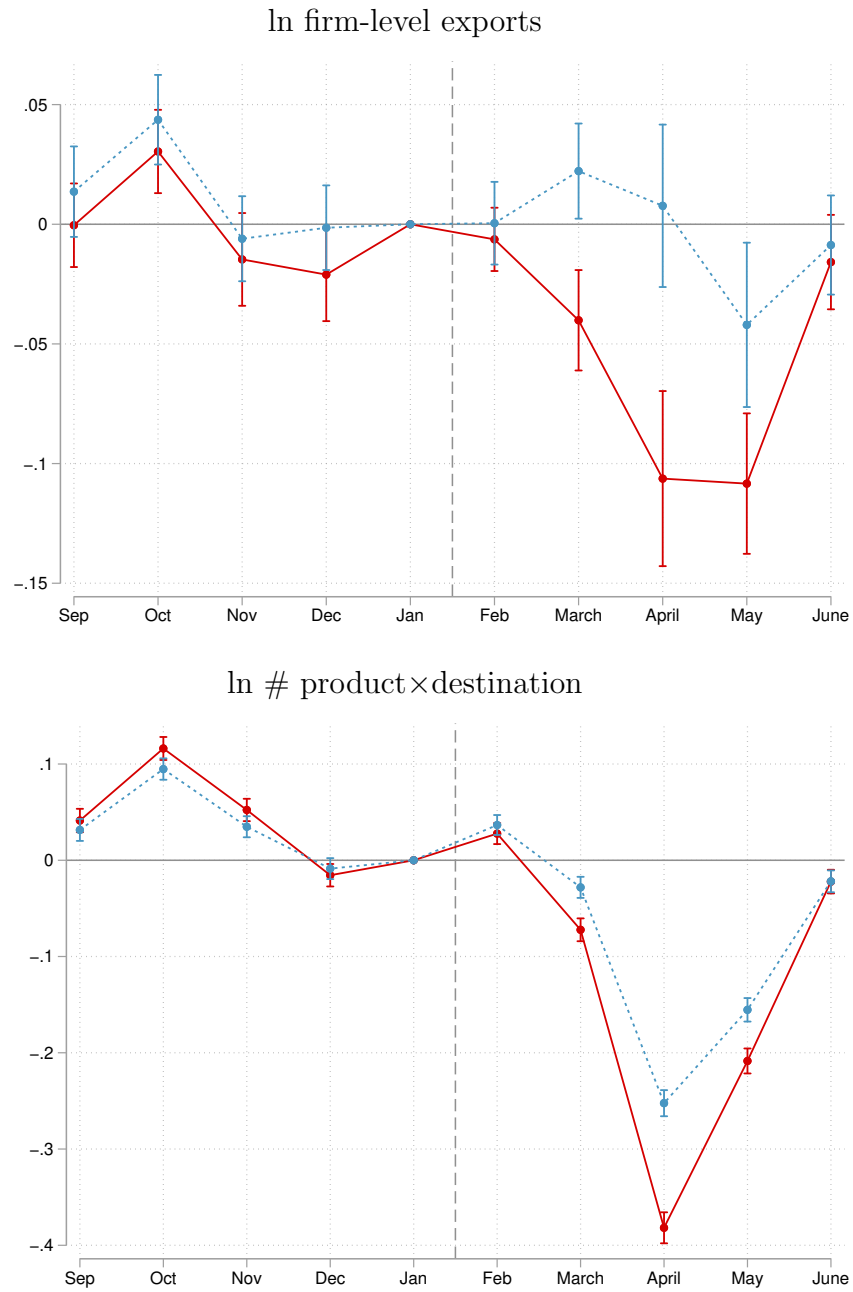 ln firm-level exports
.05
0
-.05
-.1
-.15
Sep Oct Nov Dec Jan Feb March April May June
ln # product×destination
.1
0
-.1
-.2
-.3
-.4
Sep Oct Nov Dec Jan Feb March April May June